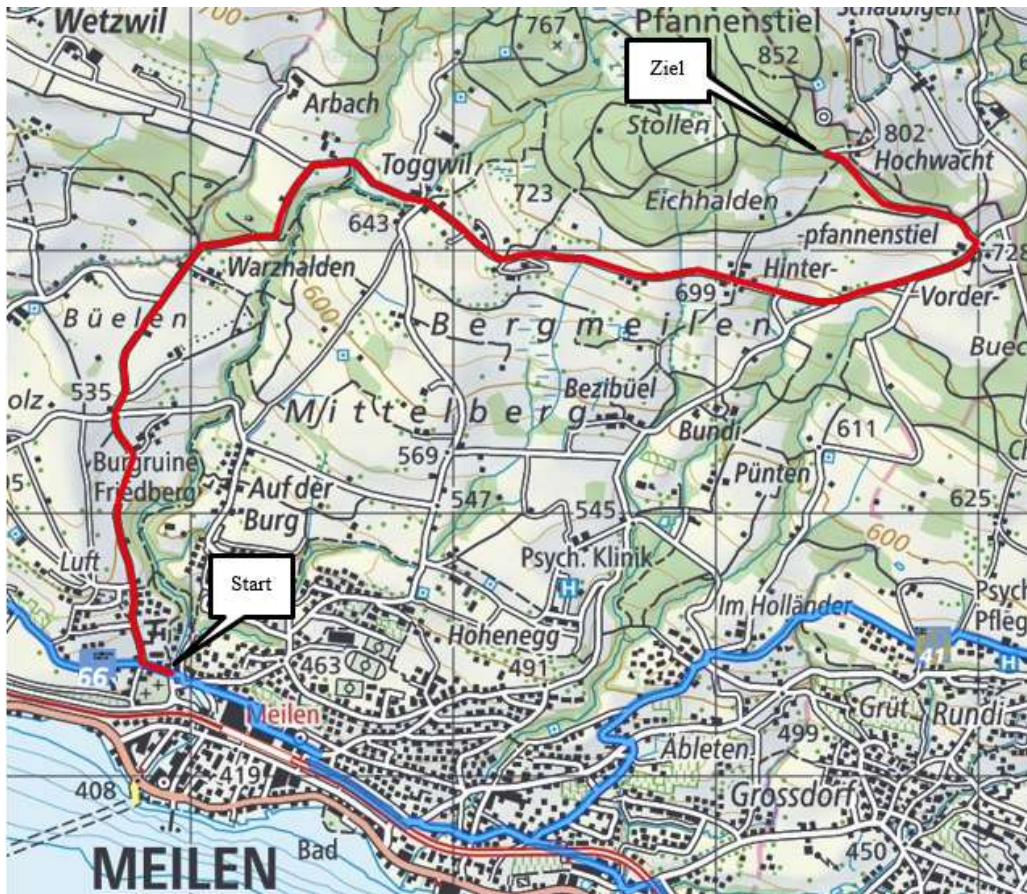 Wetzwil
700
767
Pfannenstiel
Schäubigen
852
Ziel
Arbach
Stollen
802
Hochwacht
Toggwil
723
Eichhalden
643
-pfannenstiel
728
Warzhalden
Hinter-
699
Vorder-
600
Büelen
Bergmeilen
Buec
Bezibüel
535
olz
Mittelberg
Bundi
611
Burgruine
Friedberg
569
Pünten
Auf der
Burg
547
625
545
600
Psych. Klinik
Luft
H
Start
Im Holländer
Psych
Pfleg
Hohenegg
66
463
491
41
H
Meilen
Grüt
Rundi
499
Ableten
408
419
Grossdorf
Bad
450
MEILEN